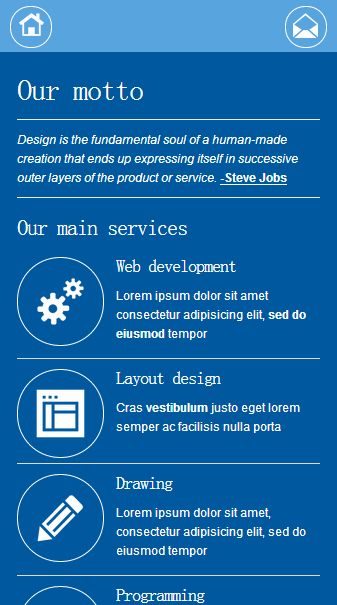 Our motto
Design is the fundamental soul of a human-made
creation that ends up expressing itself in successive
outer layers of the product or service. -Steve Jobs
Our main services
Web development
Lorem ipsum dolor sit amet
consectetur adipisicing elit, sed do
eiusmod tempor
Layout design
Cras vestibulum justo eget lorem
semper ac facilisis nulla porta
Drawing
Lorem ipsum dolor sit amet,
consectetur adipisicing elit, sed do
eiusmod tempor
Programming